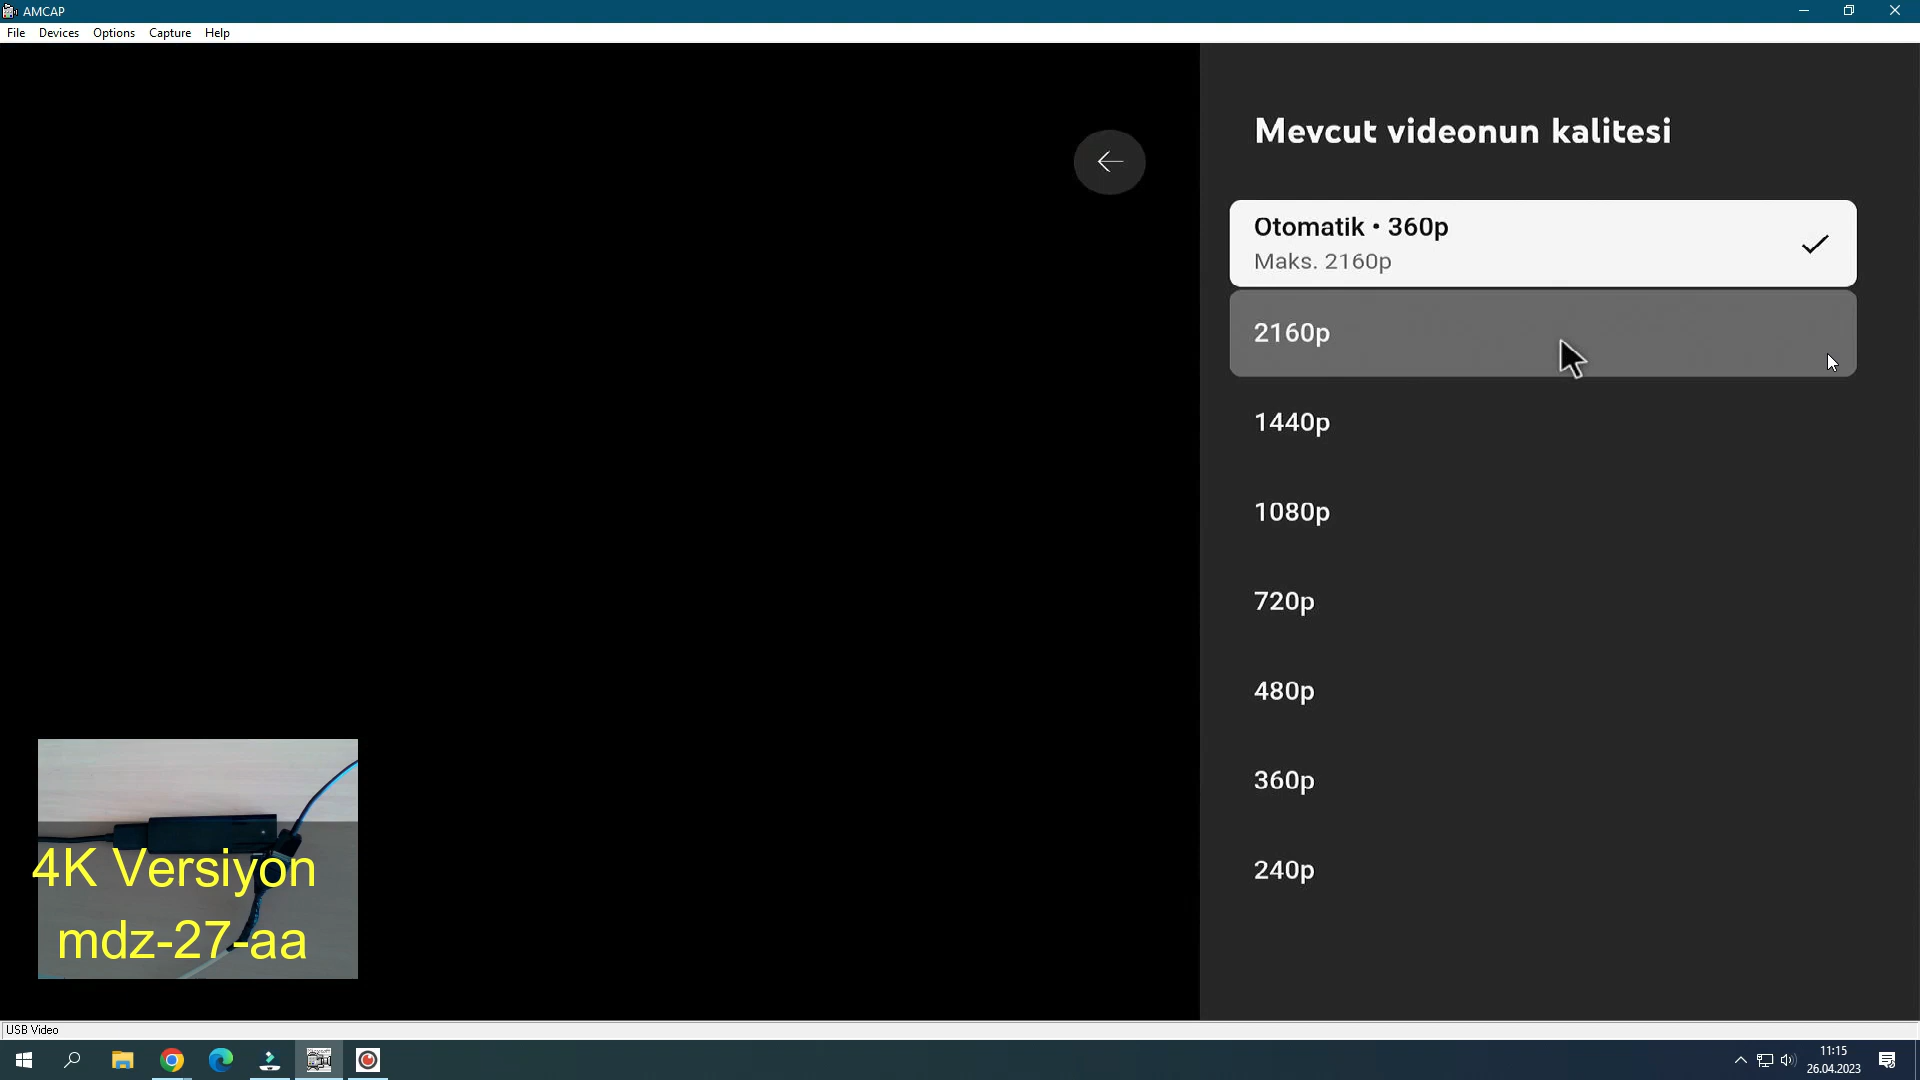 AMCAP
File Devices Options Capture Help
Mevcut videonun kalitesi
Otomatik • 360p
Maks. 2160p
2160p
1440p
1080p
720p
480p
360p
240p
4K Versiyon
mdz-27-aa
USB Video
11:15
26.04.2023